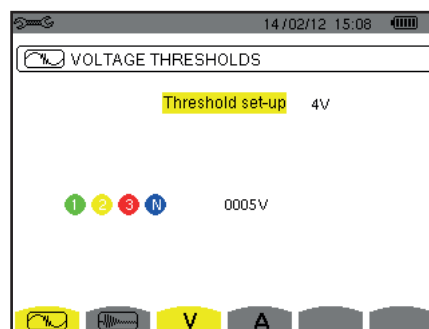 14/02/12 15:08
VOLTAGE THRESHOLDS
Threshold set-up 4V
1 2 3 N 0005V
V A